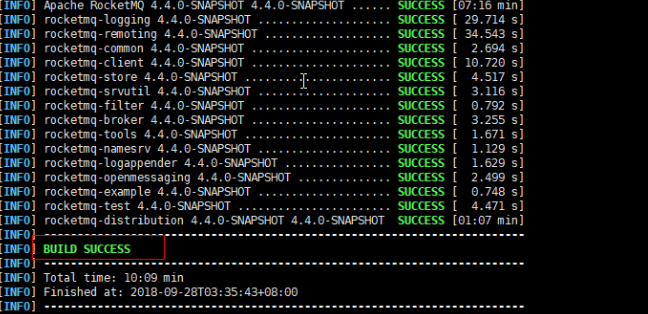 [INFO] Apache RocketMQ 4.4.0-SNAPSHOT 4.4.0-SNAPSHOT ...... SUCCESS [07:16 min]
[INFO] rocketmq-logging 4.4.0-SNAPSHOT .................... SUCCESS [ 29.714 s]
[INFO] rocketmq-remoting 4.4.0-SNAPSHOT ................... SUCCESS [ 34.543 s]
[INFO] rocketmq-common 4.4.0-SNAPSHOT ..................... SUCCESS [  2.694 s]
[INFO] rocketmq-client 4.4.0-SNAPSHOT ..................... SUCCESS [ 10.720 s]
[INFO] rocketmq-store 4.4.0-SNAPSHOT ...................... SUCCESS [  4.517 s]
[INFO] rocketmq-srvutil 4.4.0-SNAPSHOT .................... SUCCESS [  3.116 s]
[INFO] rocketmq-filter 4.4.0-SNAPSHOT ..................... SUCCESS [  0.792 s]
[INFO] rocketmq-broker 4.4.0-SNAPSHOT ..................... SUCCESS [  3.255 s]
[INFO] rocketmq-tools 4.4.0-SNAPSHOT ...................... SUCCESS [  1.671 s]
[INFO] rocketmq-namesrv 4.4.0-SNAPSHOT .................... SUCCESS [  1.129 s]
[INFO] rocketmq-logappender 4.4.0-SNAPSHOT ................ SUCCESS [  1.629 s]
[INFO] rocketmq-openmessaging 4.4.0-SNAPSHOT .............. SUCCESS [  2.499 s]
[INFO] rocketmq-example 4.4.0-SNAPSHOT .................... SUCCESS [  0.748 s]
[INFO] rocketmq-test 4.4.0-SNAPSHOT ....................... SUCCESS [  4.471 s]
[INFO] rocketmq-distribution 4.4.0-SNAPSHOT 4.4.0-SNAPSHOT  SUCCESS [01:07 min]
[INFO] ------------------------------------------------------------------------
[INFO] BUILD SUCCESS
[INFO] ------------------------------------------------------------------------
[INFO] Total time: 10:09 min
[INFO] Finished at: 2018-09-28T03:35:43+08:00
[INFO] ------------------------------------------------------------------------